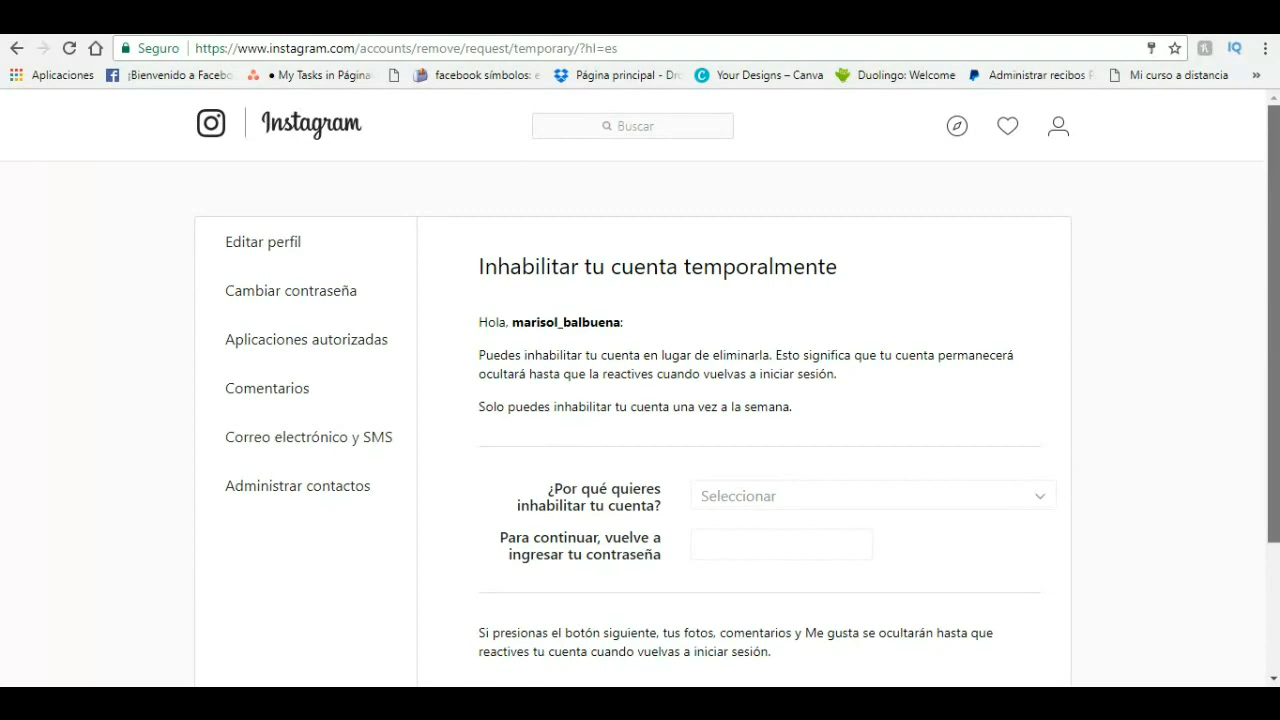 Seguro https://www.instagram.com/accounts/remove/request/temporary/?hl=es
Aplicaciones ¡Bienvenido a Facebo ● My Tasks in Página facebook símbolos: e Página principal - Dro Your Designes – Canva Duolingo: Welcome Administrar recibos P Mi curso a distancia »
Instagram Buscar
Editar perfil
Cambiar contraseña
Aplicaciones autorizadas
Comentarios
Correo electrónico y SMS
Administrar contactos
Inhabilitar tu cuenta temporalmente
Hola, marisol_balbuena:
Puedes inhabilitar tu cuenta en lugar de eliminarla. Esto significa que tu cuenta permanecerá
ocultará hasta que la reactives cuando vuelvas a iniciar sesión.
Solo puedes inhabilitar tu cuenta una vez a la semana.
¿Por qué quieres
inhabilitar tu cuenta?
Seleccionar
Para continuar, vuelve a
ingresar tu contraseña
Si presionas el botón siguiente, tus fotos, comentarios y Me gusta se ocultarán hasta que
reactives tu cuenta cuando vuelvas a iniciar sesión.